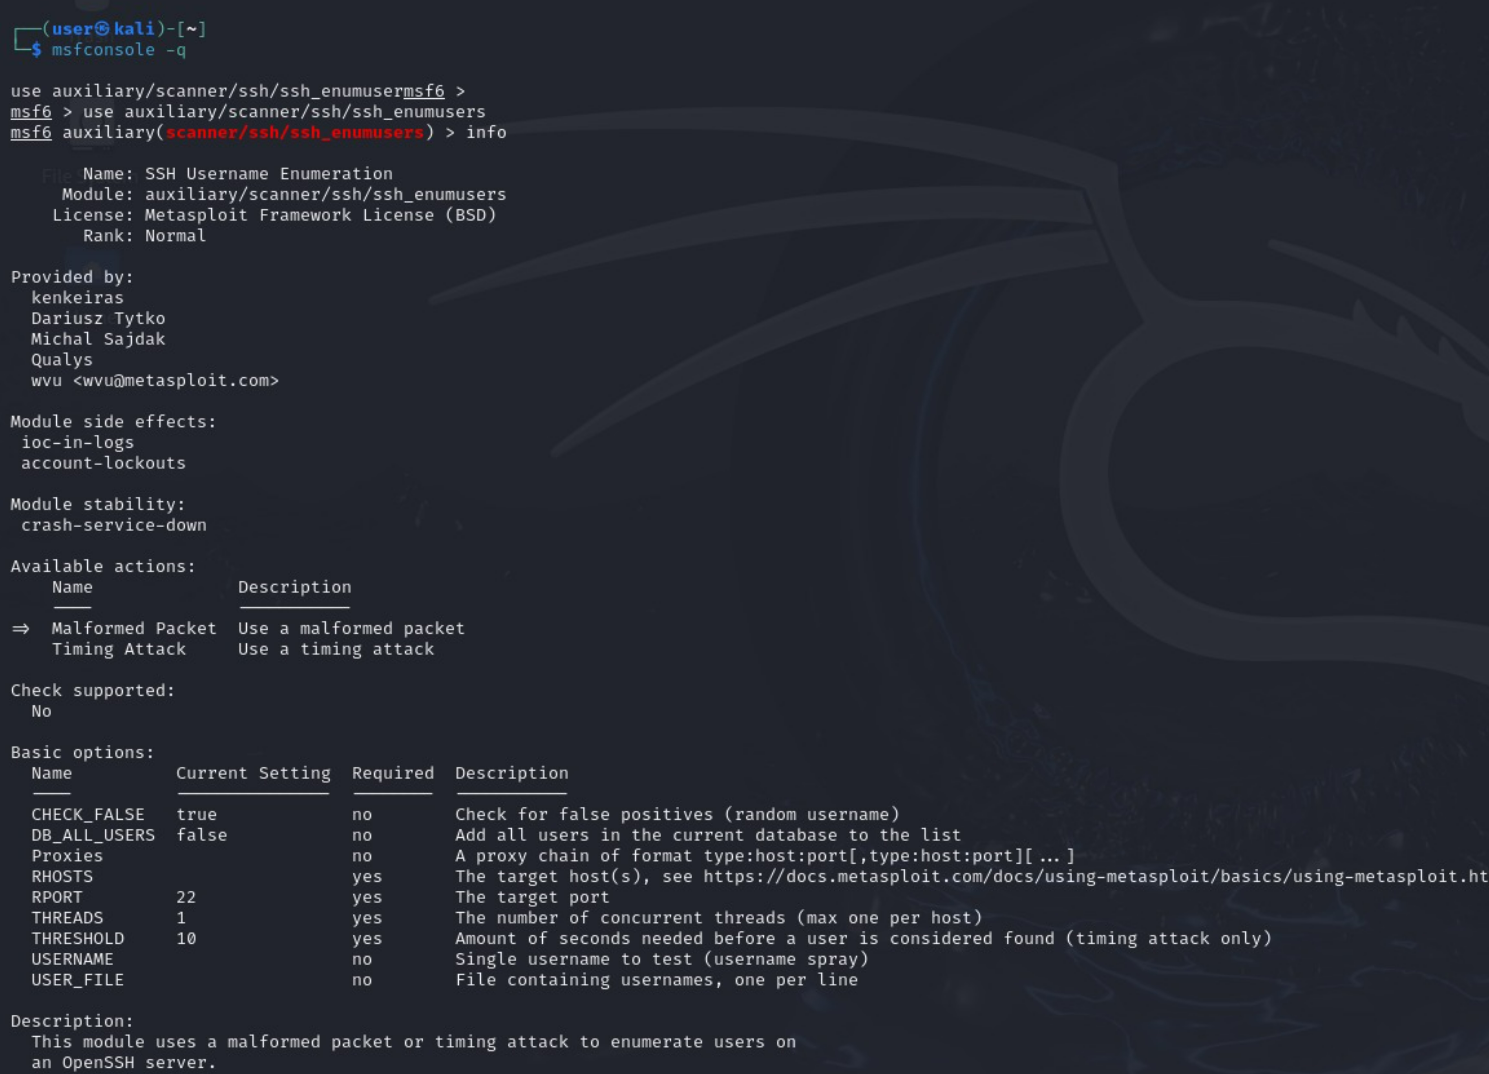 (user㉿kali)-[~]
$ msfconsole -q
use auxiliary/scanner/ssh/ssh_enumusermsf6 >
msf6 > use auxiliary/scanner/ssh/ssh_enumusers
msf6 auxiliary(scanner/ssh/ssh_enumusers) > info
Name: SSH Username Enumeration
Module: auxiliary/scanner/ssh/ssh_enumusers
License: Metasploit Framework License (BSD)
Rank: Normal
Provided by:
kenkeiras
Dariusz Tytko
Michal Sajdak
Qualys
wvu <wvu@metasploit.com>
Module side effects:
ioc-in-logs
account-lockouts
Module stability:
crash-service-down
Available actions:
Name Description
---- -----------
=> Malformed Packet Use a malformed packet
Timing Attack Use a timing attack
Check supported:
No
Basic options:
Name Current Setting Required Description
---- --------------- -------- -----------
CHECK_FALSE true no Check for false positives (random username)
DB_ALL_USERS false no Add all users in the current database to the list
Proxies no A proxy chain of format type:host:port[,type:host:port][...]
RHOSTS yes The target host(s), see https://docs.metasploit.com/docs/using-metasploit/basics/using-metasploit.ht
RPORT 22 yes The target port
THREADS 1 yes The number of concurrent threads (max one per host)
THRESHOLD 10 yes Amount of seconds needed before a user is considered found (timing attack only)
USERNAME no Single username to test (username spray)
USER_FILE no File containing usernames, one per line
Description:
This module uses a malformed packet or timing attack to enumerate users on
an OpenSSH server.